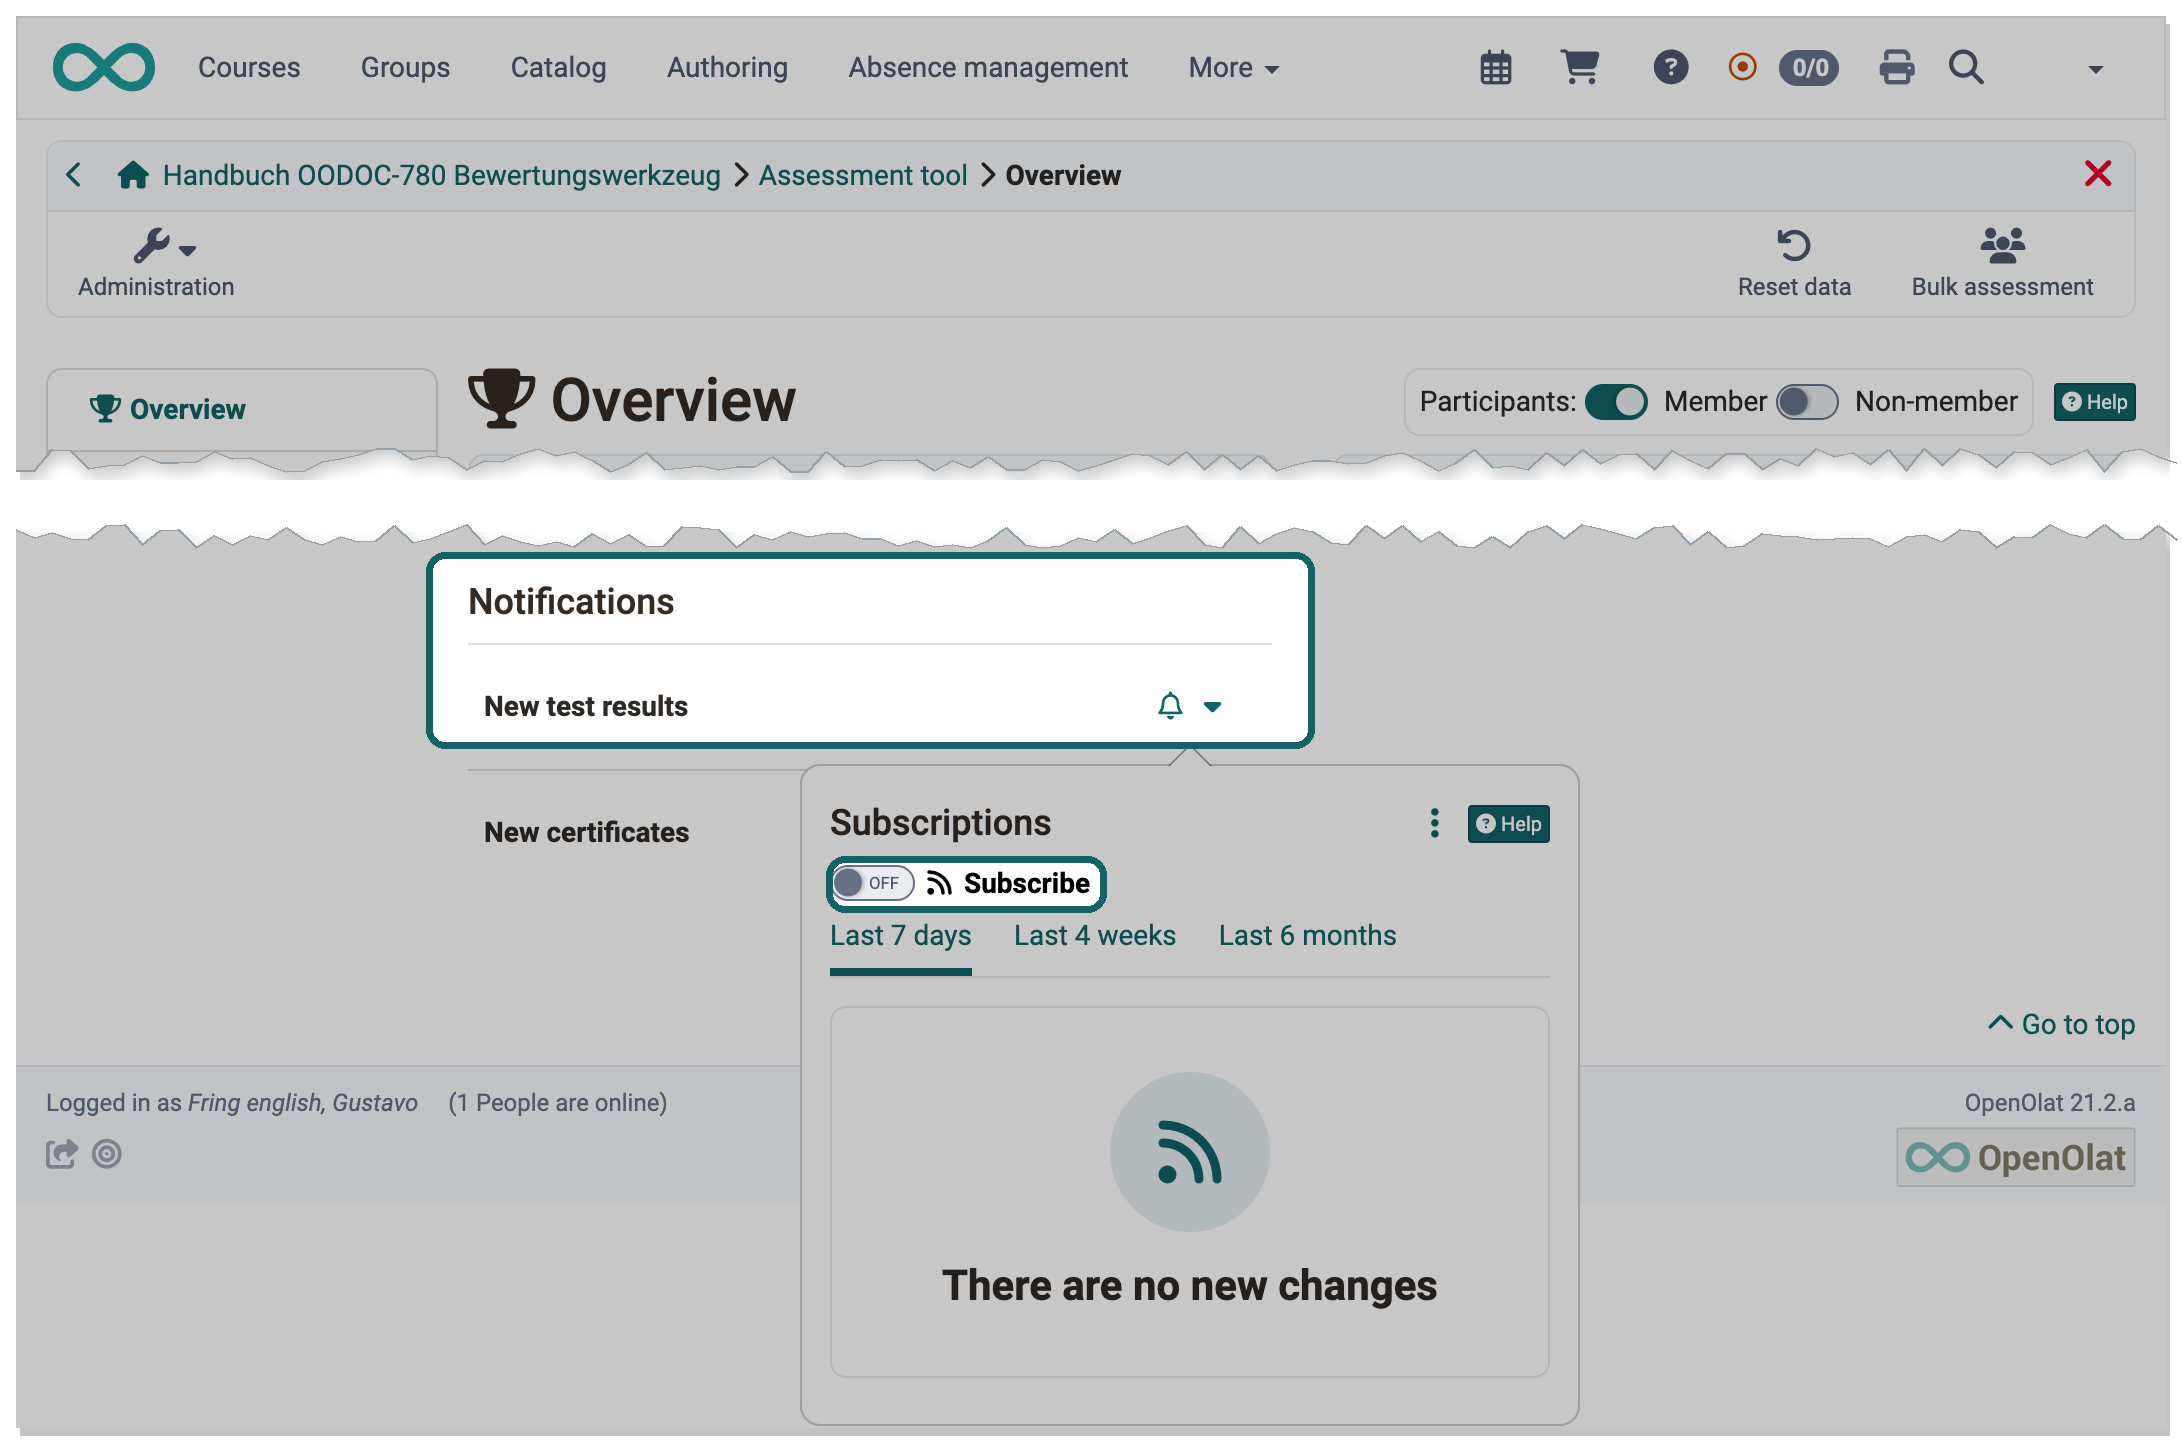 Courses Groups Catalog Authoring Absence management More 0/0
Handbuch OODOC-780 Bewertungswerkzeug Assessment tool Overview
Administration Reset data Bulk assessment
Overview
Overview Participants: Member Non-member Help
Notifications
New test results
New certificates
Subscriptions Help
OFF Subscribe
Last 7 days Last 4 weeks Last 6 months
There are no new changes
Go to top
Logged in as Fring english, Gustavo (1 People are online) OpenOlat 21.2.a
OpenOlat